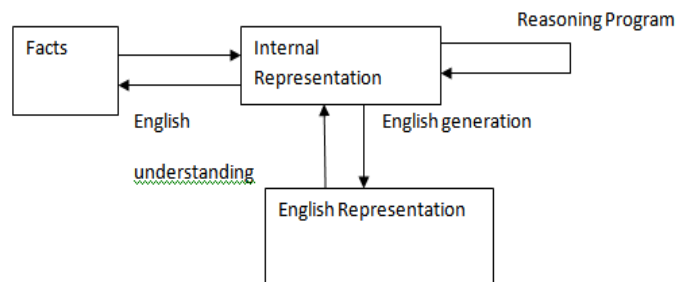 Reasoning Program
Facts
Internal
Representation
English
understanding
English generation
English Representation